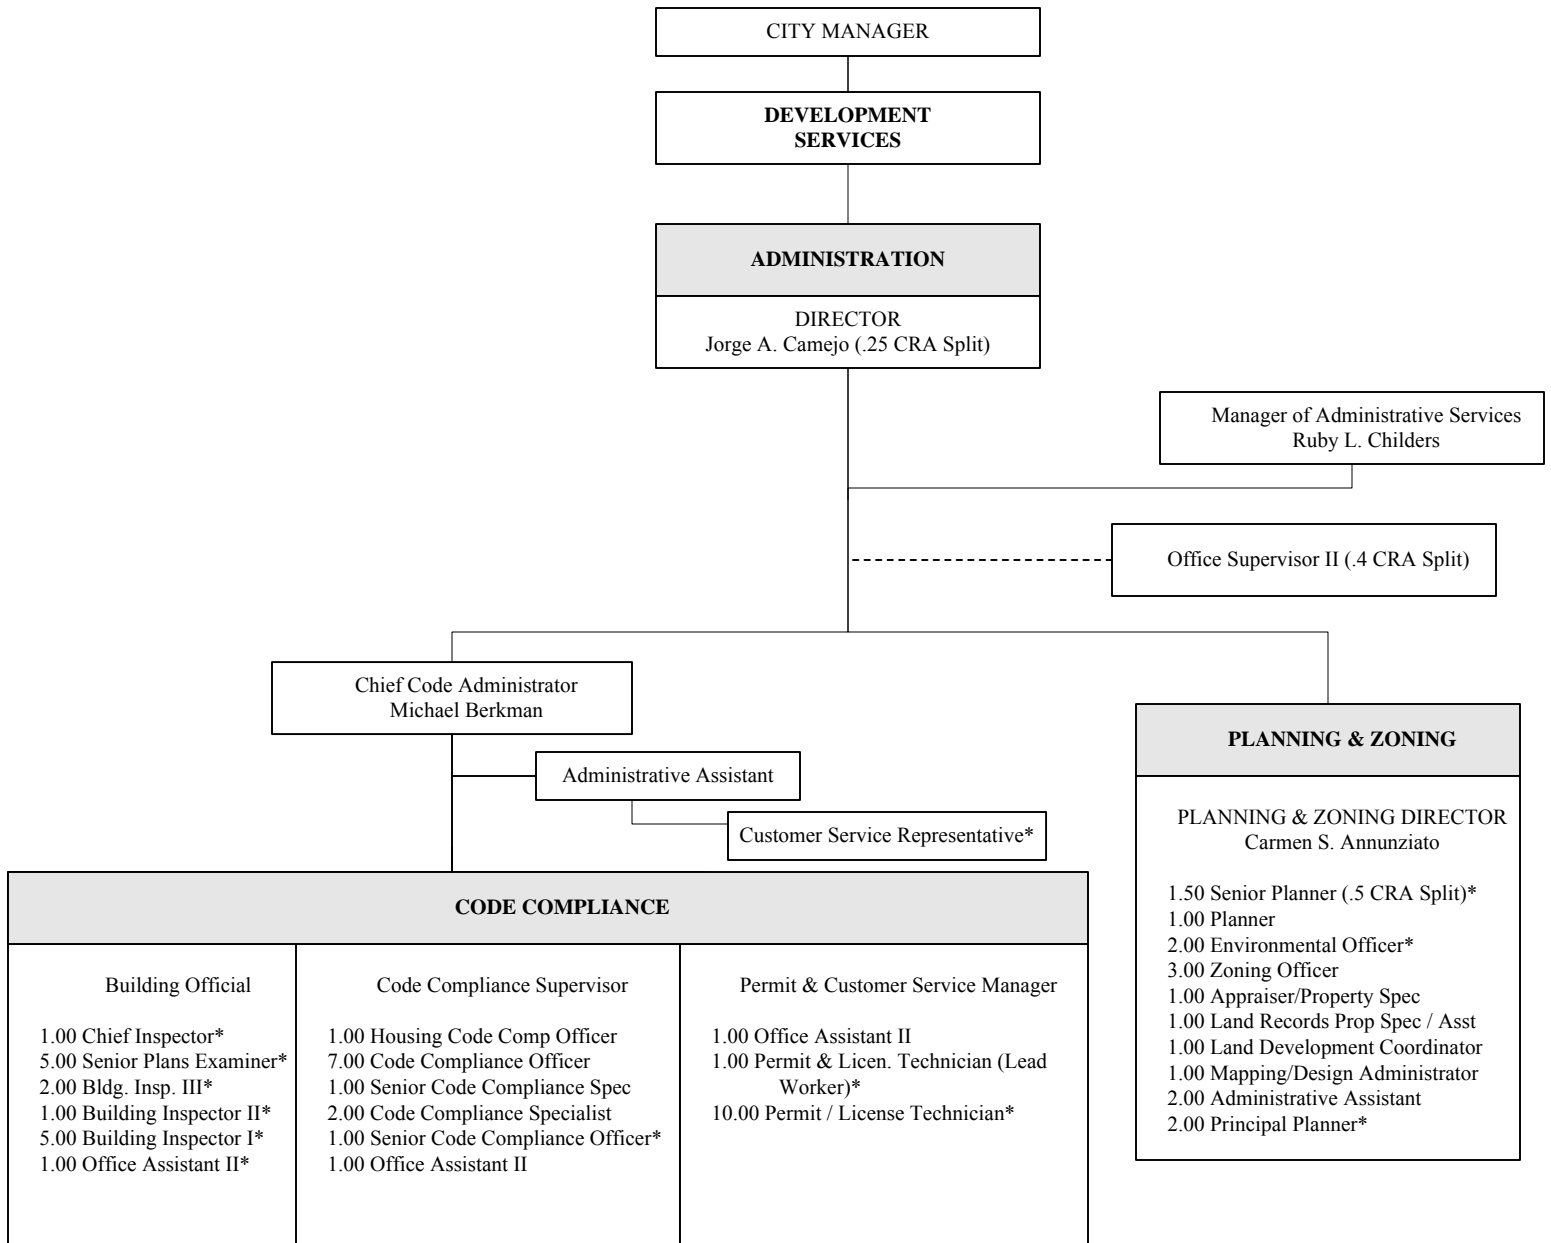 CITY MANAGER
DEVELOPMENT
SERVICES
ADMINISTRATION
DIRECTOR
Jorge A. Camejo (.25 CRA Split)
Manager of Administrative Services
Ruby L. Childers
Office Supervisor II (.4 CRA Split)
Chief Code Administrator
Michael Berkman
Administrative Assistant
Customer Service Representative*
CODE COMPLIANCE
Building Official
1.00 Chief Inspector*
5.00 Senior Plans Examiner*
2.00 Bldg. Insp. III*
1.00 Building Inspector II*
5.00 Building Inspector I*
1.00 Office Assistant II*
Code Compliance Supervisor
1.00 Housing Code Comp Officer
7.00 Code Compliance Officer
1.00 Senior Code Compliance Spec
2.00 Code Compliance Specialist
1.00 Senior Code Compliance Officer*
1.00 Office Assistant II
Permit & Customer Service Manager
1.00 Office Assistant II
1.00 Permit & Licen. Technician (Lead
Worker)*
10.00 Permit / License Technician*
PLANNING & ZONING
PLANNING & ZONING DIRECTOR
Carmen S. Annunziato
1.50 Senior Planner (.5 CRA Split)*
1.00 Planner
2.00 Environmental Officer*
3.00 Zoning Officer
1.00 Appraiser/Property Spec
1.00 Land Records Prop Spec / Asst
1.00 Land Development Coordinator
1.00 Mapping/Design Administrator
2.00 Administrative Assistant
2.00 Principal Planner*